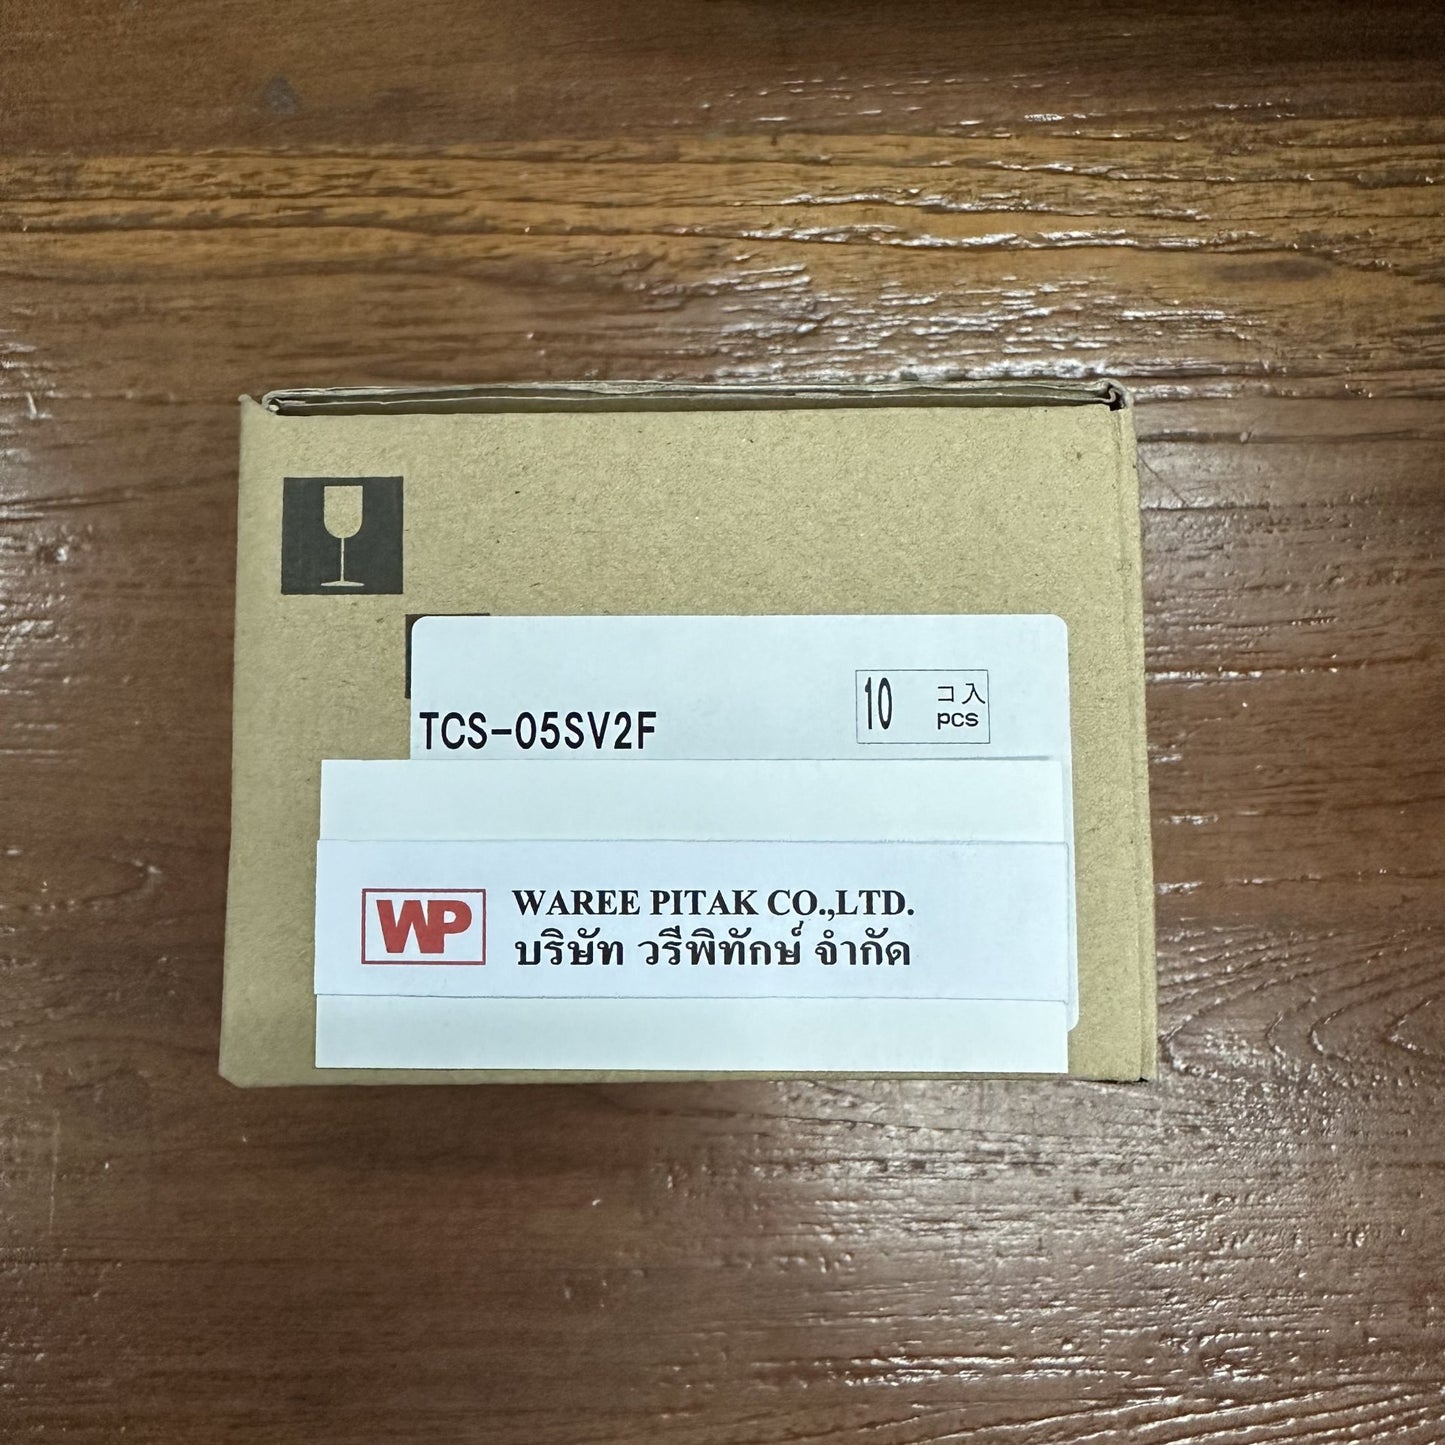 10 コ入
pcs
TCS-05SV2F
WP
WAREE PITAK CO.,LTD.
บริษัท วรีพิทักษ์ จำกัด